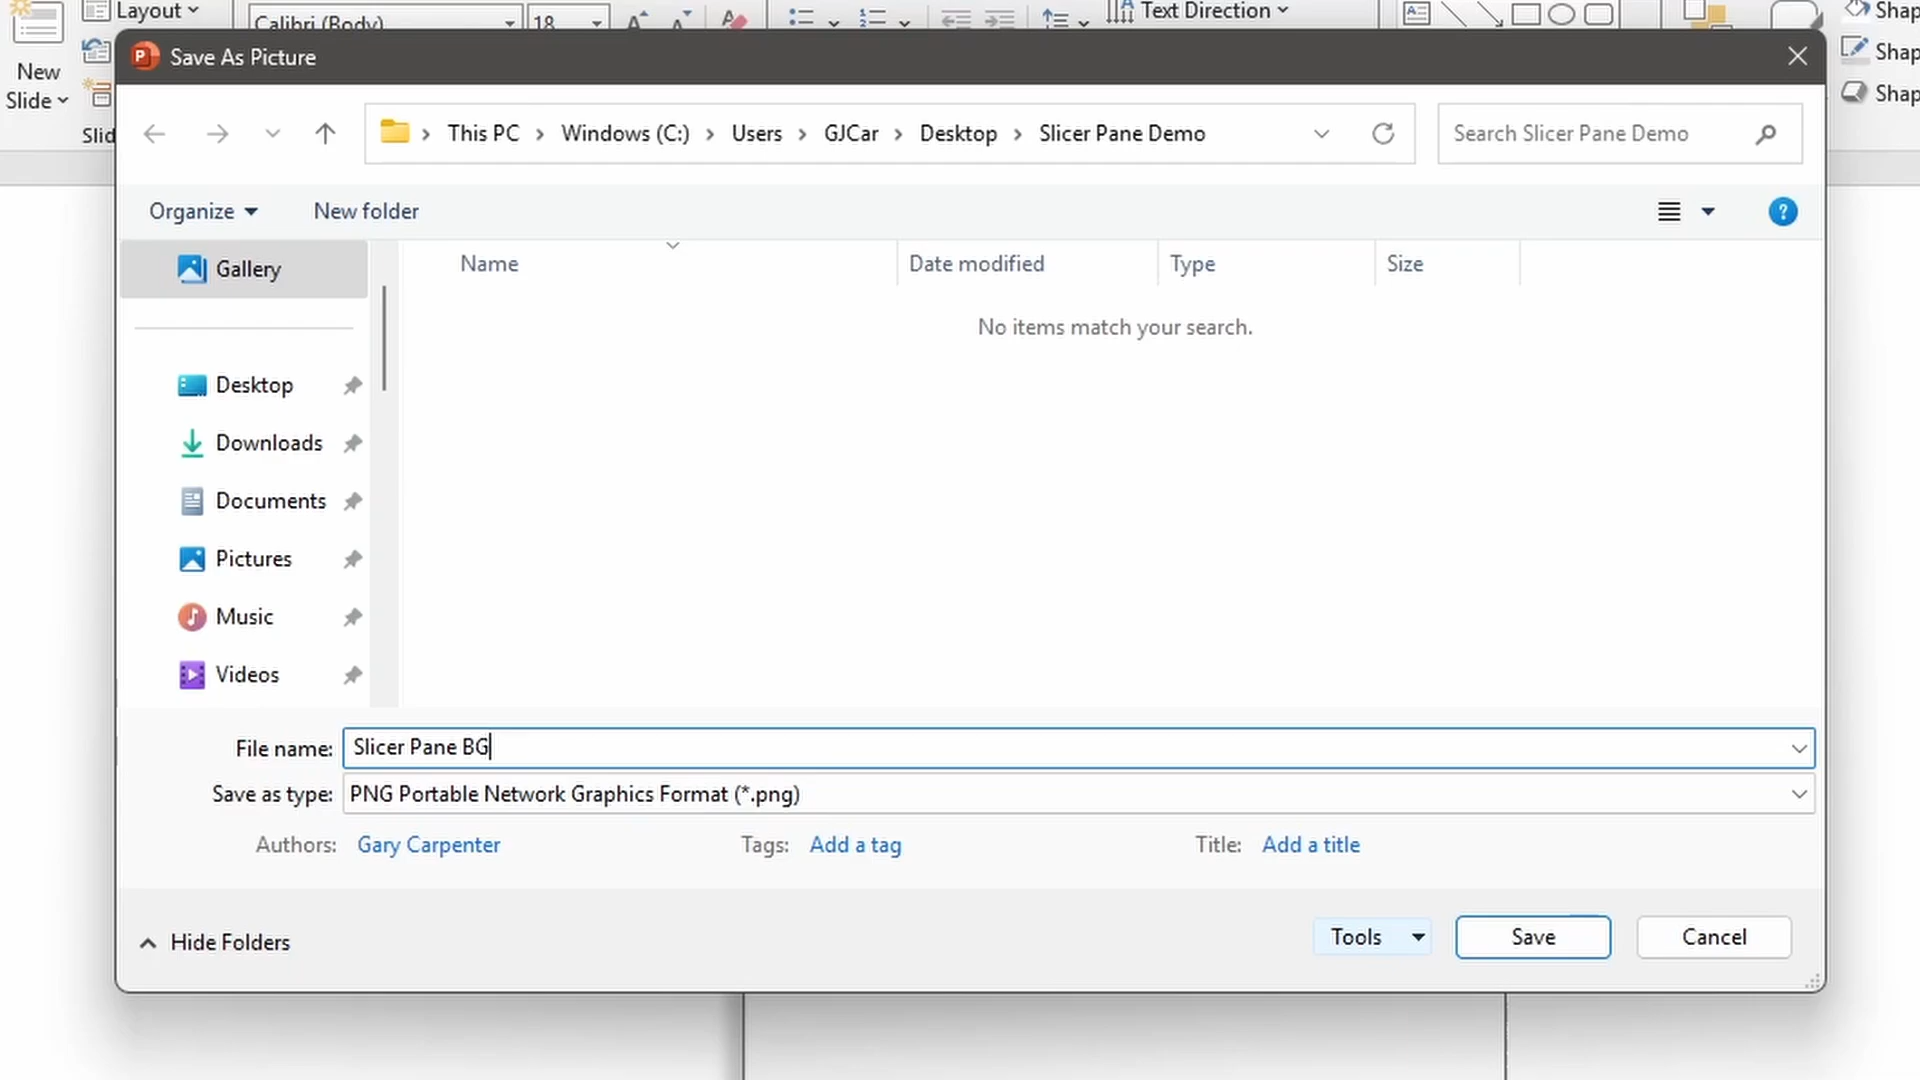 Layout
Calibri (Body)
18
Text Direction
New
Slide
Slid
Shap
Shap
Shap
Save As Picture
This PC > Windows (C:) > Users > GJCar > Desktop > Slicer Pane Demo
Search Slicer Pane Demo
Organize
New folder
?
Gallery
Name
Date modified
Type
Size
No items match your search.
Desktop
Downloads
Documents
Pictures
Music
Videos
File name: Slicer Pane BG
Save as type: PNG Portable Network Graphics Format (*.png)
Authors: Gary Carpenter
Tags: Add a tag
Title: Add a title
Hide Folders
Tools
Save
Cancel